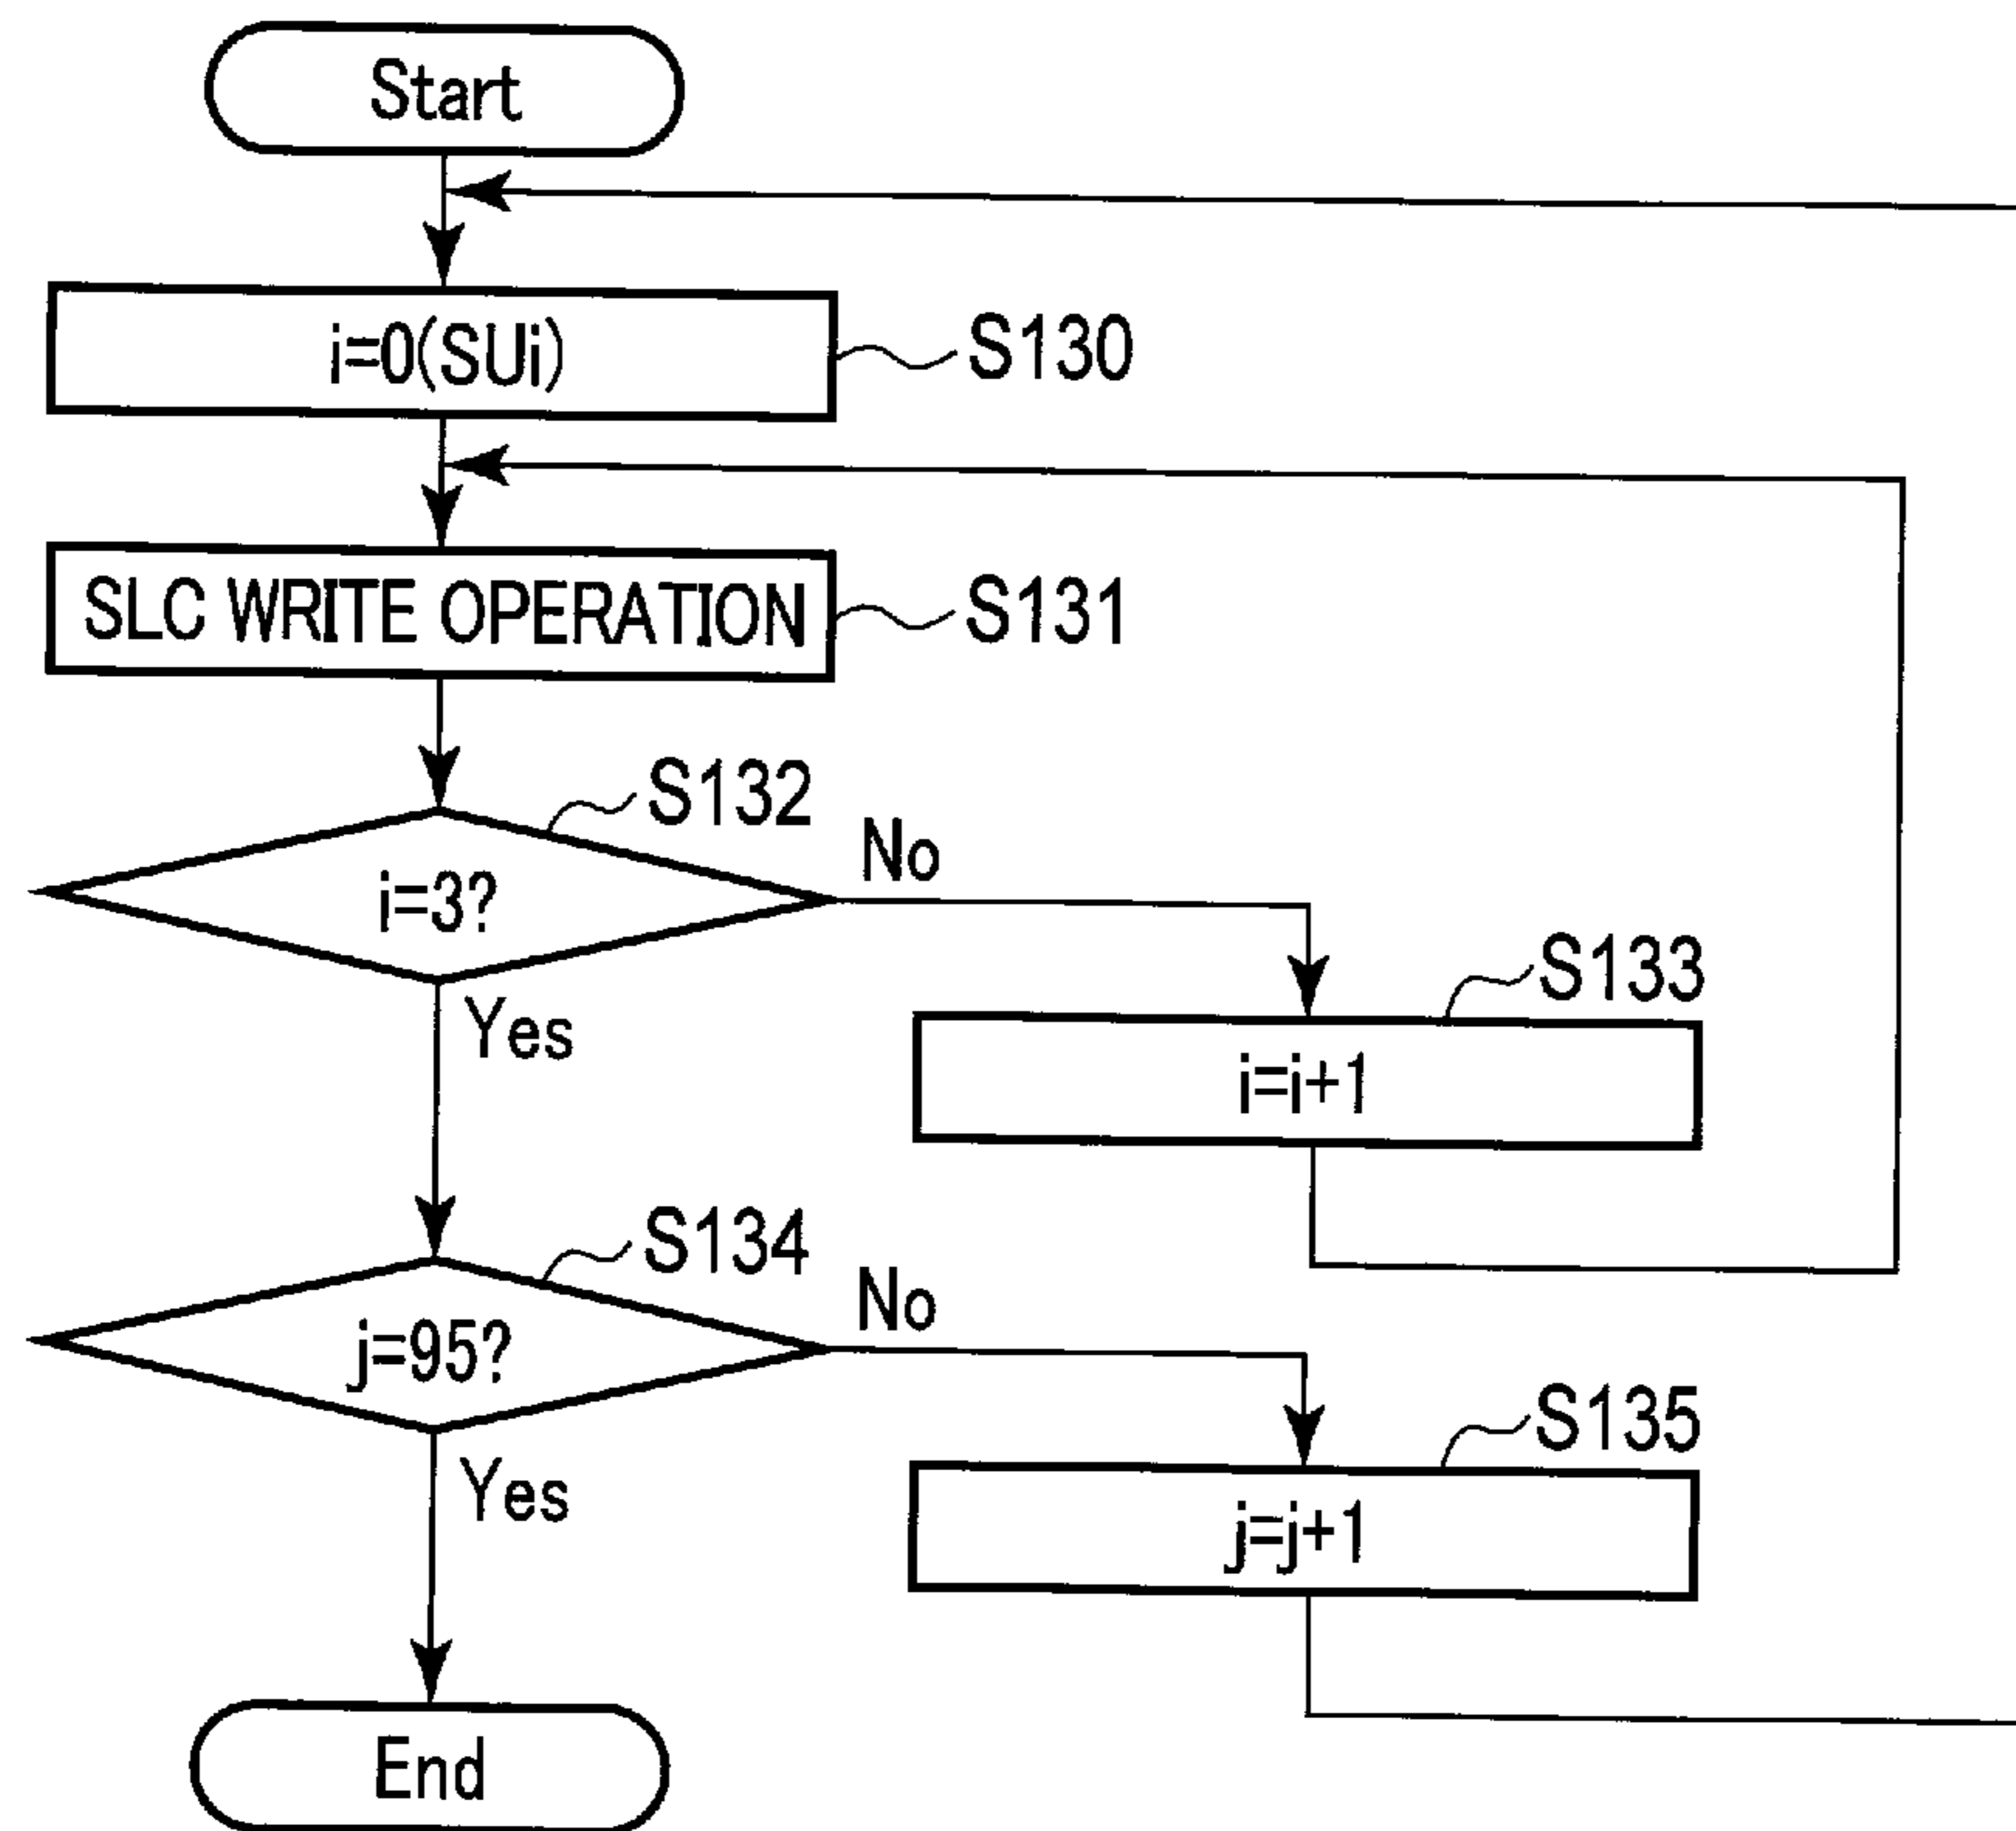 Start
i=0(SUi)
S130
SLC WRITE OPERATION
S131
S132
i=3?
No
Yes
S133
i=i+1
S134
j=95?
No
Yes
S135
j=j+1
End